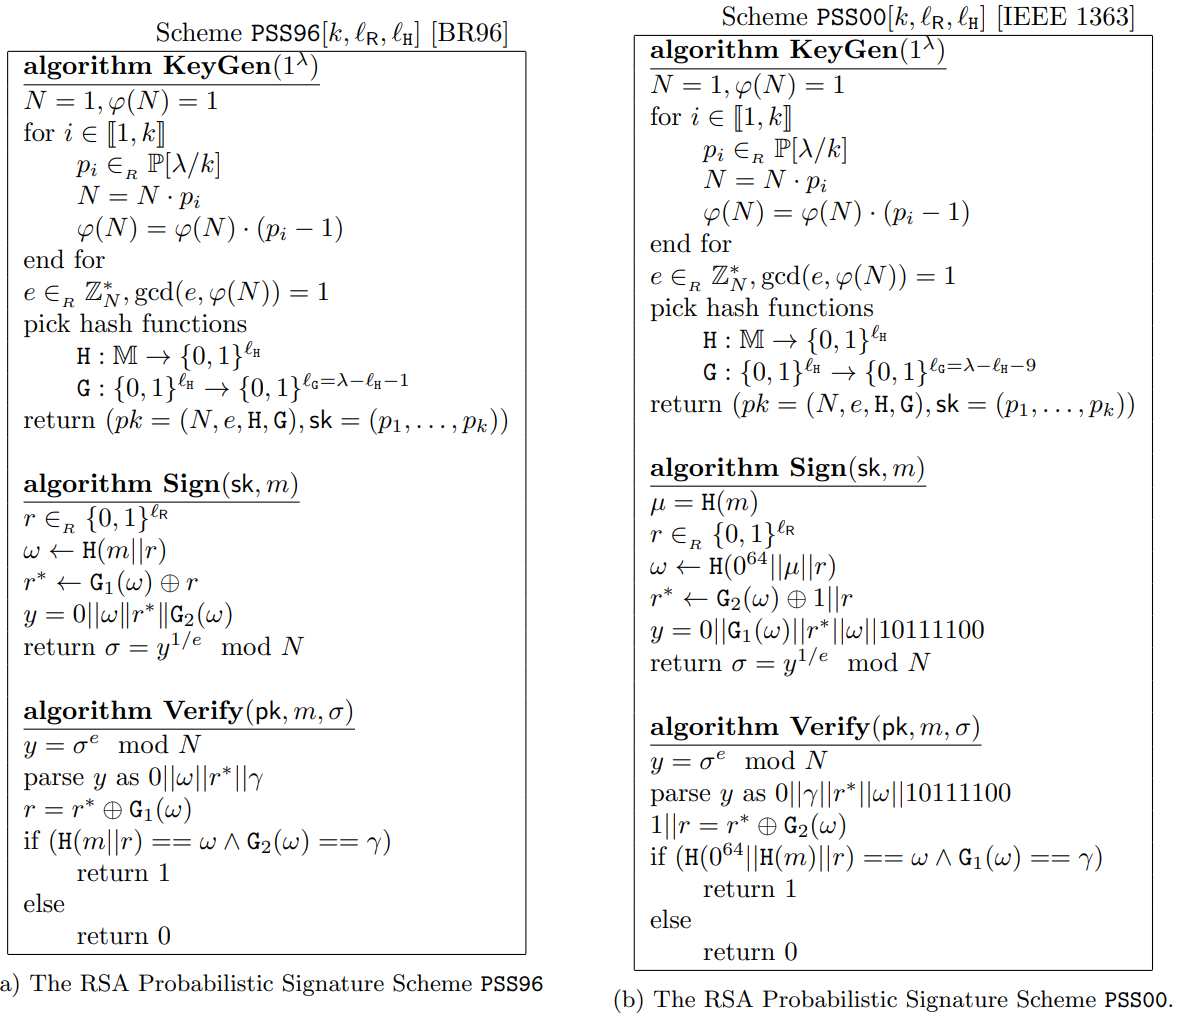 Scheme PSS96[k, ℓ_R, ℓ_H] [BR96]
algorithm KeyGen(1^λ)
N = 1, φ(N) = 1
for i ∈ ⟦1, k⟧
p_i ∈_R ℙ[λ/k]
N = N · p_i
φ(N) = φ(N) · (p_i − 1)
end for
e ∈_R ℤ*_N, gcd(e, φ(N)) = 1
pick hash functions
H : 𝕄 → {0, 1}^{ℓ_H}
G : {0, 1}^{ℓ_H} → {0, 1}^{ℓ_G=λ−ℓ_H−1}
return (pk = (N, e, H, G), sk = (p_1, . . . , p_k))
algorithm Sign(sk, m)
r ∈_R {0, 1}^{ℓ_R}
ω ← H(m||r)
r* ← G_1(ω) ⊕ r
y = 0||ω||r*||G_2(ω)
return σ = y^{1/e} mod N
algorithm Verify(pk, m, σ)
y = σ^e mod N
parse y as 0||ω||r*||γ
r = r* ⊕ G_1(ω)
if (H(m||r) == ω ∧ G_2(ω) == γ)
return 1
else
return 0
a) The RSA Probabilistic Signature Scheme PSS96
Scheme PSS00[k, ℓ_R, ℓ_H] [IEEE 1363]
algorithm KeyGen(1^λ)
N = 1, φ(N) = 1
for i ∈ ⟦1, k⟧
p_i ∈_R ℙ[λ/k]
N = N · p_i
φ(N) = φ(N) · (p_i − 1)
end for
e ∈_R ℤ*_N, gcd(e, φ(N)) = 1
pick hash functions
H : 𝕄 → {0, 1}^{ℓ_H}
G : {0, 1}^{ℓ_H} → {0, 1}^{ℓ_G=λ−ℓ_H−9}
return (pk = (N, e, H, G), sk = (p_1, . . . , p_k))
algorithm Sign(sk, m)
μ = H(m)
r ∈_R {0, 1}^{ℓ_R}
ω ← H(0^{64}||μ||r)
r* ← G_2(ω) ⊕ 1||r
y = 0||G_1(ω)||r*||ω||10111100
return σ = y^{1/e} mod N
algorithm Verify(pk, m, σ)
y = σ^e mod N
parse y as 0||γ||r*||ω||10111100
1||r = r* ⊕ G_2(ω)
if (H(0^{64}||H(m)||r) == ω ∧ G_1(ω) == γ)
return 1
else
return 0
(b) The RSA Probabilistic Signature Scheme PSS00.